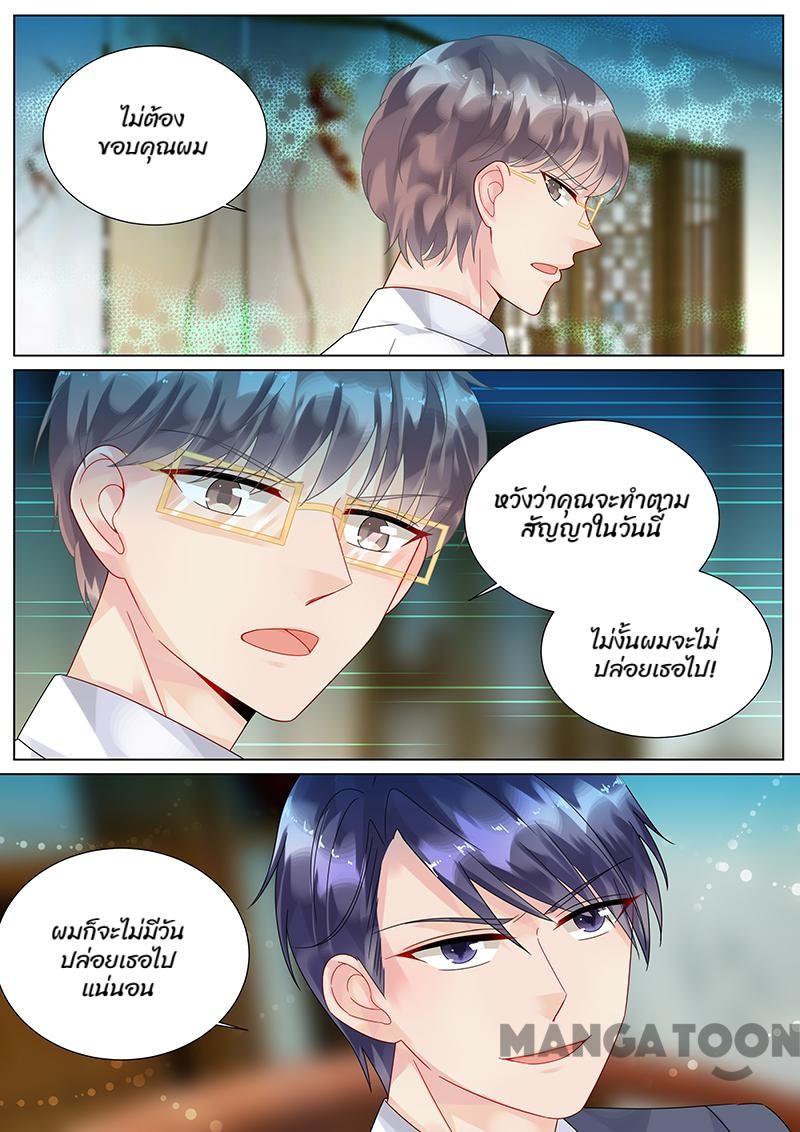 ไม่ต้อง
ขอบคุณผม
หวังว่าคุณจะทำตาม
สัญญาในวันนี้
ไม่งั้นผมจะไม่
ปล่อยเธอไป!
ผมก็จะไม่มีวัน
ปล่อยเธอไป
แน่นอน
MANGATOON